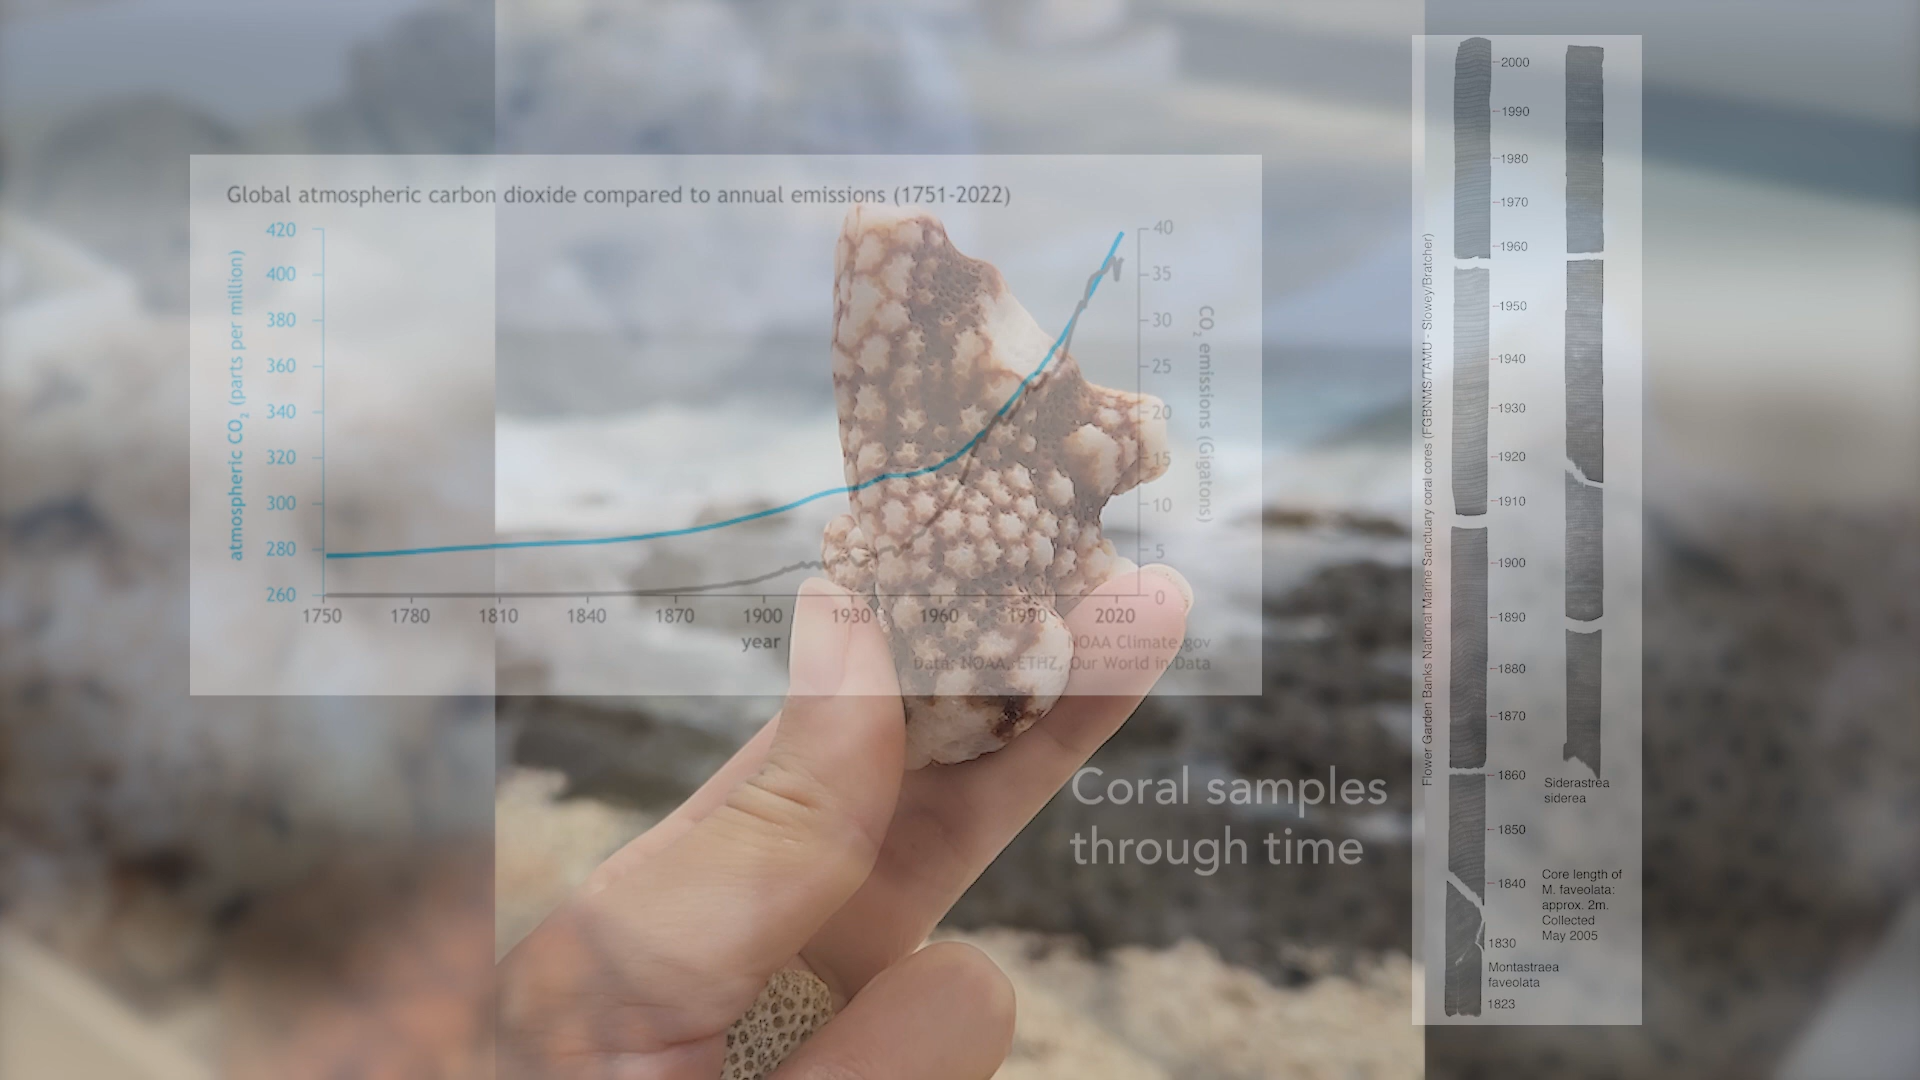 Global atmospheric carbon dioxide compared to annual emissions (1751-2022)
420
400
380
360
340
320
300
280
260
atmospheric CO₂ (parts per million)
40
35
30
25
20
15
10
5
0
CO₂ emissions (Gigatons)
1750 1780 1810 1840 1870 1900 1930 1960 1990 2020
year
NOAA Climate.gov
Data: NOAA, ETHZ, Our World in Data
Coral samples
through time
Flower Garden Banks National Marine Sanctuary coral cores (FGBNMS/TAMU - Slowey/Bratcher)
2000
1990
1980
1970
1960
1950
1940
1930
1920
1910
1900
1890
1880
1870
1860
1850
1840
1830
Montastraea
faveolata
1823
Siderastrea
siderea
Core length of
M. faveolata:
approx. 2m.
Collected
May 2005